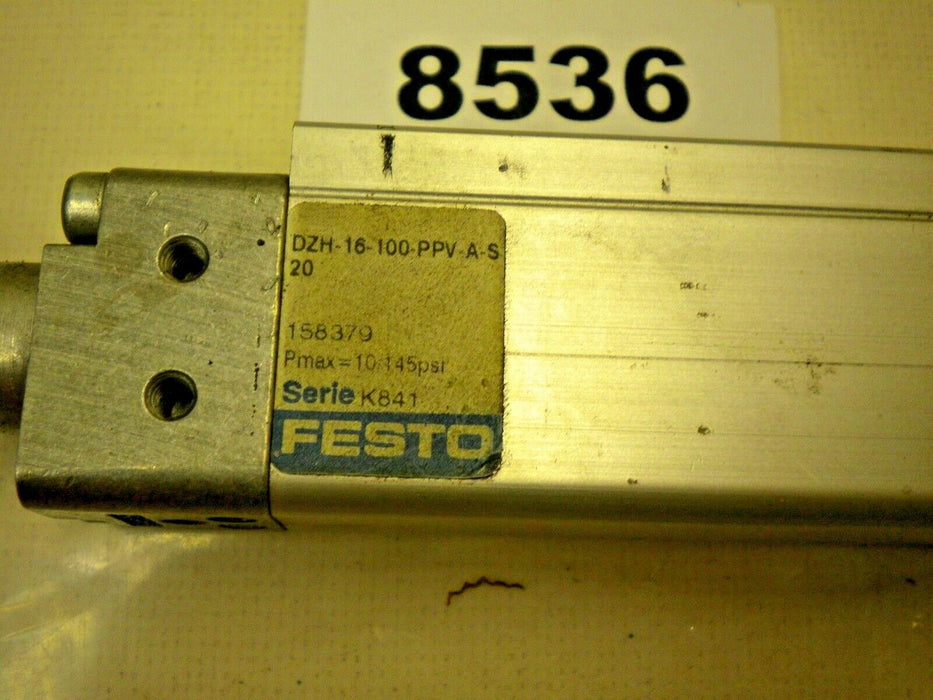 8536
DZH-16-100-PPV-A-S
20
158379
Pmax=10/145psi
Serie K841
FESTO